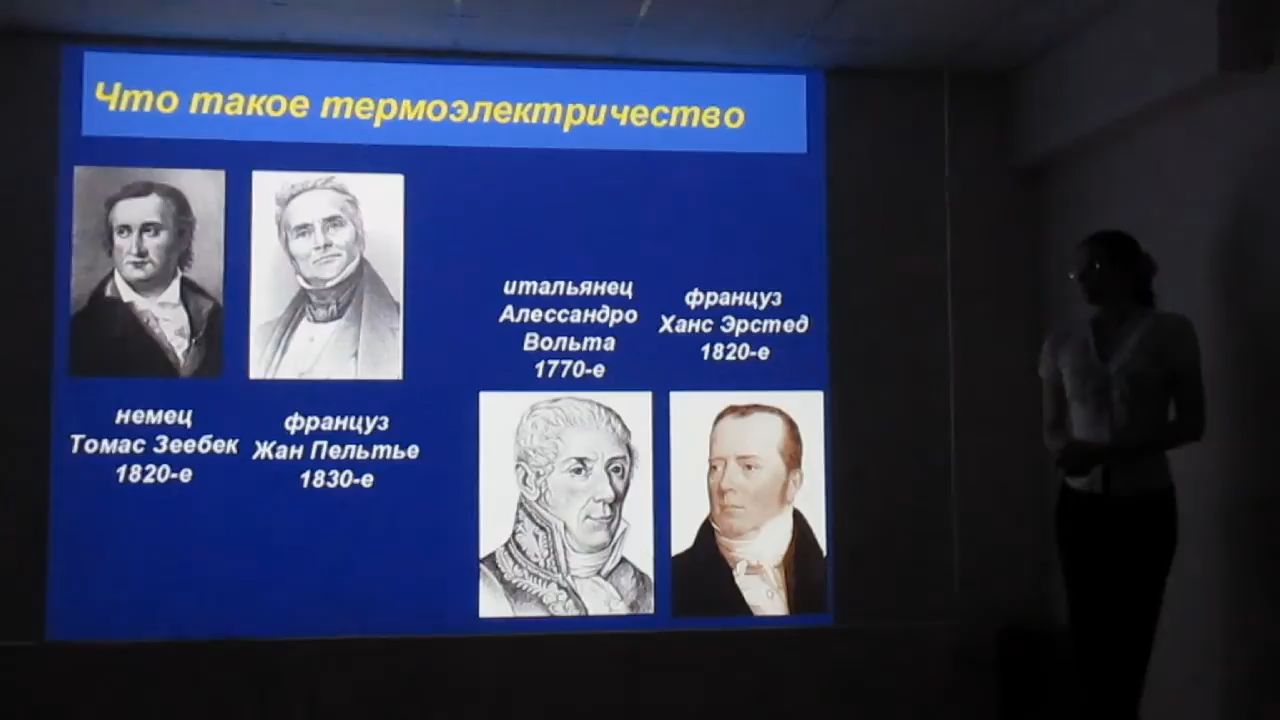 Что такое термоэлектричество
немец
Томас Зеебек
1820-е
француз
Жан Пельтье
1830-е
итальянец
Алессандро
Вольта
1770-е
француз
Ханс Эрстед
1820-е